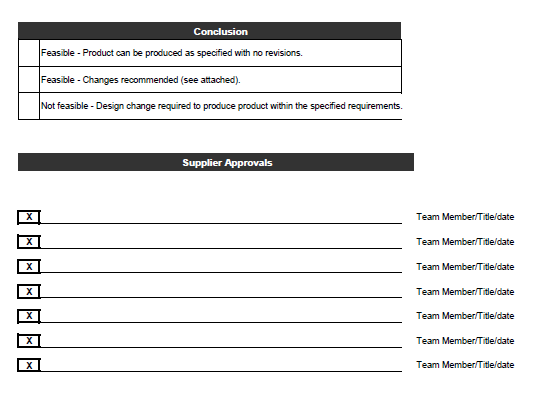 Conclusion
Feasible - Product can be produced as specified with no revisions.
Feasible - Changes recommended (see attached).
Not feasible - Design change required to produce product within the specified requirements.
Supplier Approvals
X Team Member/Title/date
X Team Member/Title/date
X Team Member/Title/date
X Team Member/Title/date
X Team Member/Title/date
X Team Member/Title/date
X Team Member/Title/date